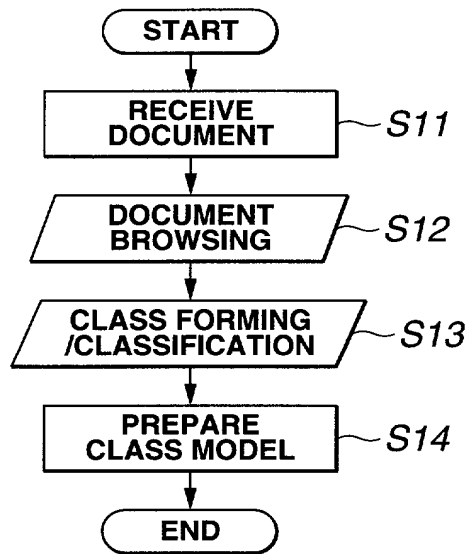 START
RECEIVE
DOCUMENT
S11
DOCUMENT
BROWSING
S12
CLASS FORMING
/CLASSIFICATION
S13
PREPARE
CLASS MODEL
S14
END